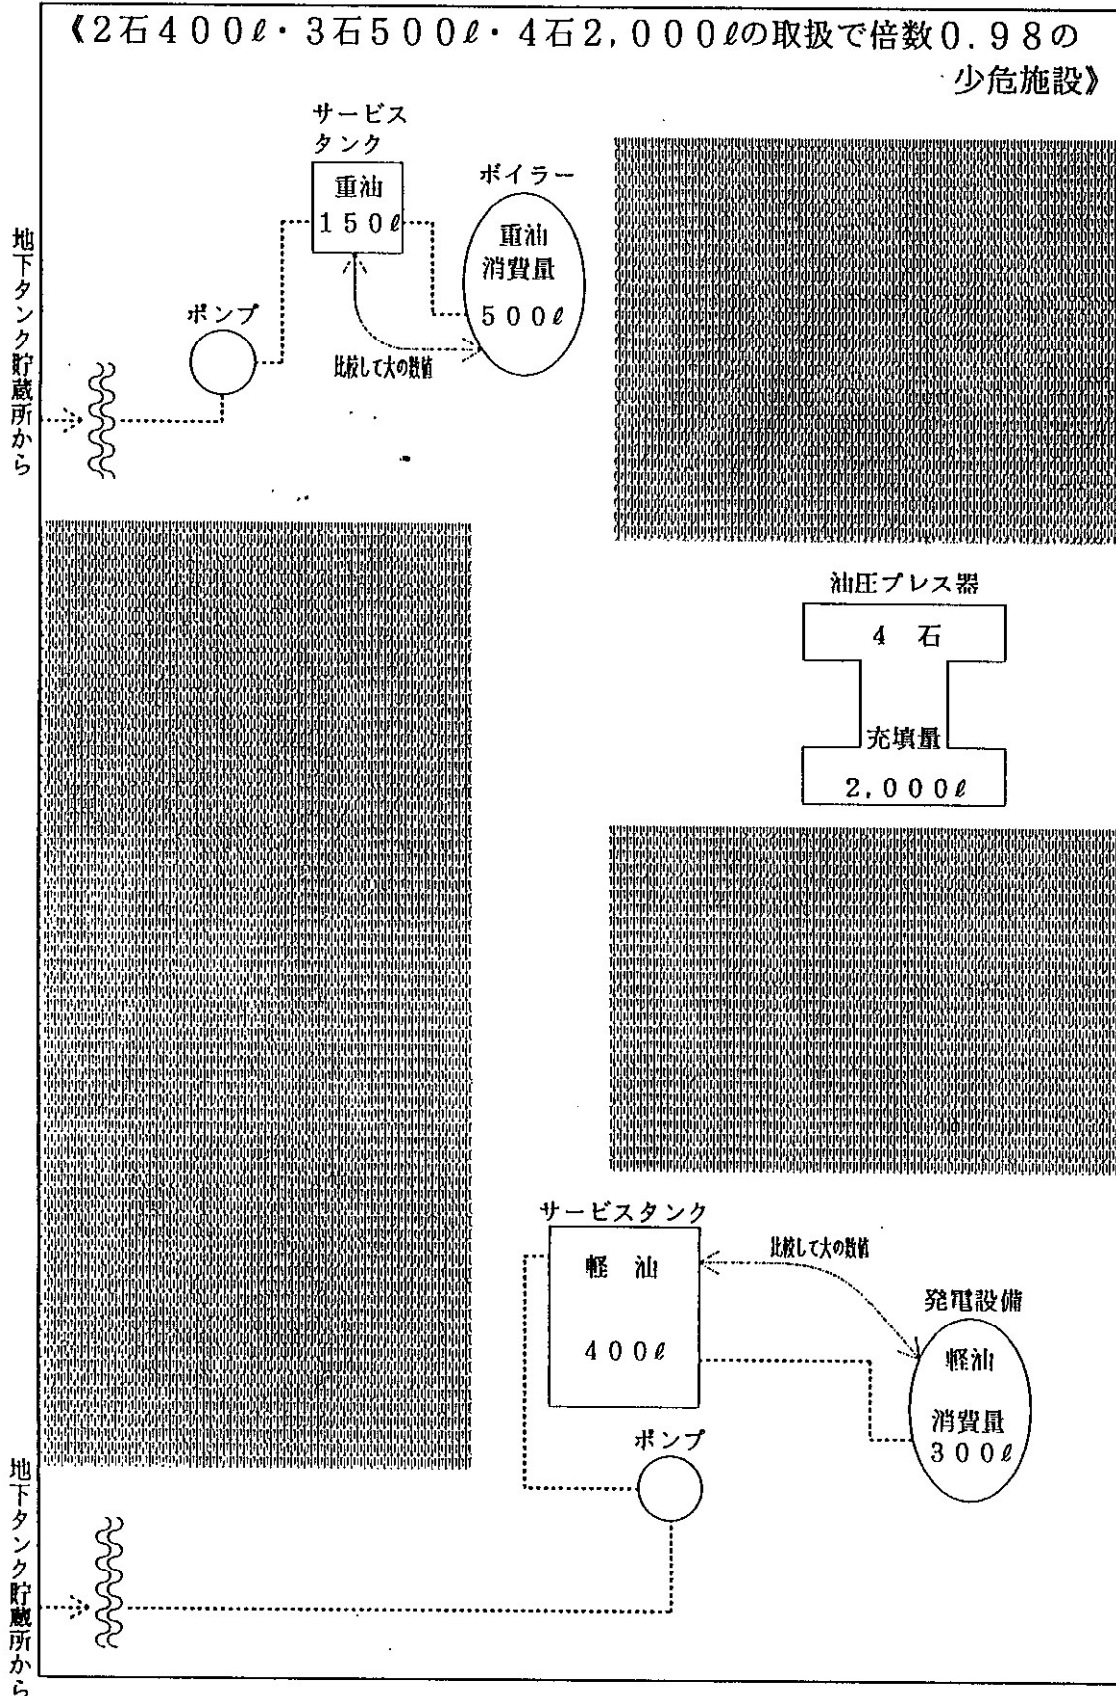 《2石400ℓ・3石500ℓ・4石2,000ℓの取扱で倍数0.98の
少危施設》
サービス
タンク
重油
150ℓ
ボイラー
重油
消費量
500ℓ
ポンプ
比較して大の数値
地下タンク貯蔵所から
油圧プレス器
4 石
充填量
2,000ℓ
サービスタンク
軽 油
400ℓ
比較して大の数値
発電設備
軽油
消費量
300ℓ
ポンプ
地下タンク貯蔵所から